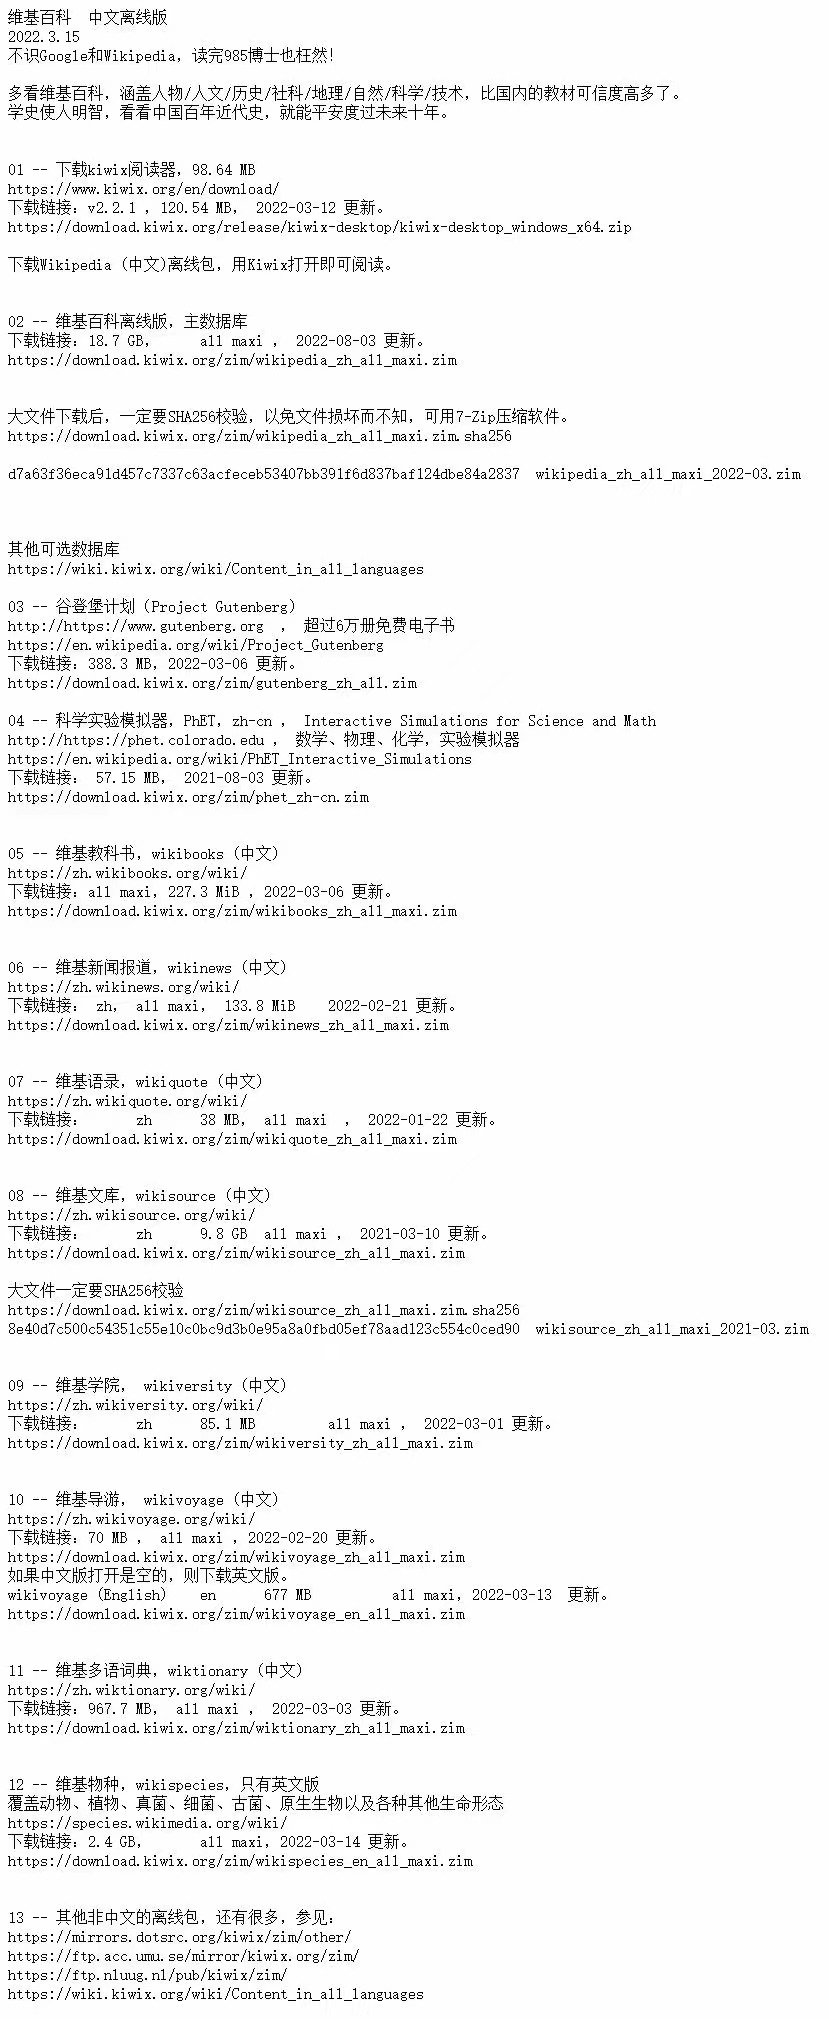 维基百科  中文离线版
2022.3.15
不识Google和Wikipedia，读完985博士也枉然!
多看维基百科，涵盖人物/人文/历史/社科/地理/自然/科学/技术，比国内的教材可信度高多了。
学史使人明智，看看中国百年近代史，就能平安度过未来十年。
01 -- 下载kiwix阅读器，98.64 MB
https://www.kiwix.org/en/download/
下载链接：v2.2.1 , 120.54 MB， 2022-03-12 更新。
https://download.kiwix.org/release/kiwix-desktop/kiwix-desktop_windows_x64.zip
下载Wikipedia (中文)离线包，用Kiwix打开即可阅读。
02 -- 维基百科离线版，主数据库
下载链接：18.7 GB，     all maxi ， 2022-08-03 更新。
https://download.kiwix.org/zim/wikipedia_zh_all_maxi.zim
大文件下载后，一定要SHA256校验，以免文件损坏而不知，可用7-Zip压缩软件。
https://download.kiwix.org/zim/wikipedia_zh_all_maxi.zim.sha256
d7a63f36eca91d457c7337c63acfeceb53407bb391f6d837baf124dbe84a2837  wikipedia_zh_all_maxi_2022-03.zim
其他可选数据库
https://wiki.kiwix.org/wiki/Content_in_all_languages
03 -- 谷登堡计划（Project Gutenberg）
http://https://www.gutenberg.org  ， 超过6万册免费电子书
https://en.wikipedia.org/wiki/Project_Gutenberg
下载链接：388.3 MB，2022-03-06 更新。
https://download.kiwix.org/zim/gutenberg_zh_all.zim
04 -- 科学实验模拟器，PhET，zh-cn ， Interactive Simulations for Science and Math
http://https://phet.colorado.edu ， 数学、物理、化学，实验模拟器
https://en.wikipedia.org/wiki/PhET_Interactive_Simulations
下载链接： 57.15 MB， 2021-08-03 更新。
https://download.kiwix.org/zim/phet_zh-cn.zim
05 -- 维基教科书，wikibooks (中文)
https://zh.wikibooks.org/wiki/
下载链接：all maxi，227.3 MiB ，2022-03-06 更新。
https://download.kiwix.org/zim/wikibooks_zh_all_maxi.zim
06 -- 维基新闻报道，wikinews (中文)
https://zh.wikinews.org/wiki/
下载链接： zh， all maxi， 133.8 MiB    2022-02-21 更新。
https://download.kiwix.org/zim/wikinews_zh_all_maxi.zim
07 -- 维基语录，wikiquote (中文)
https://zh.wikiquote.org/wiki/
下载链接：      zh      38 MB， all maxi  ， 2022-01-22 更新。
https://download.kiwix.org/zim/wikiquote_zh_all_maxi.zim
08 -- 维基文库，wikisource (中文)
https://zh.wikisource.org/wiki/
下载链接：      zh      9.8 GB  all maxi ， 2021-03-10 更新。
https://download.kiwix.org/zim/wikisource_zh_all_maxi.zim
大文件一定要SHA256校验
https://download.kiwix.org/zim/wikisource_zh_all_maxi.zim.sha256
8e40d7c500c54351c55e10c0bc9d3b0e95a8a0fbd05ef78aad123c554c0ced90  wikisource_zh_all_maxi_2021-03.zim
09 -- 维基学院， wikiversity (中文)
https://zh.wikiversity.org/wiki/
下载链接：      zh      85.1 MB         all maxi ， 2022-03-01 更新。
https://download.kiwix.org/zim/wikiversity_zh_all_maxi.zim
10 -- 维基导游， wikivoyage (中文)
https://zh.wikivoyage.org/wiki/
下载链接：70 MB ， all maxi ，2022-02-20 更新。
https://download.kiwix.org/zim/wikivoyage_zh_all_maxi.zim
如果中文版打开是空的，则下载英文版。
wikivoyage (English)    en      677 MB          all maxi，2022-03-13  更新。
https://download.kiwix.org/zim/wikivoyage_en_all_maxi.zim
11 -- 维基多语词典，wiktionary (中文)
https://zh.wiktionary.org/wiki/
下载链接：967.7 MB， all maxi ， 2022-03-03 更新。
https://download.kiwix.org/zim/wiktionary_zh_all_maxi.zim
12 -- 维基物种，wikispecies，只有英文版
覆盖动物、植物、真菌、细菌、古菌、原生生物以及各种其他生命形态
https://species.wikimedia.org/wiki/
下载链接：2.4 GB，      all maxi，2022-03-14 更新。
https://download.kiwix.org/zim/wikispecies_en_all_maxi.zim
13 -- 其他非中文的离线包，还有很多，参见：
https://mirrors.dotsrc.org/kiwix/zim/other/
https://ftp.acc.umu.se/mirror/kiwix.org/zim/
https://ftp.nluug.nl/pub/kiwix/zim/
https://wiki.kiwix.org/wiki/Content_in_all_languages